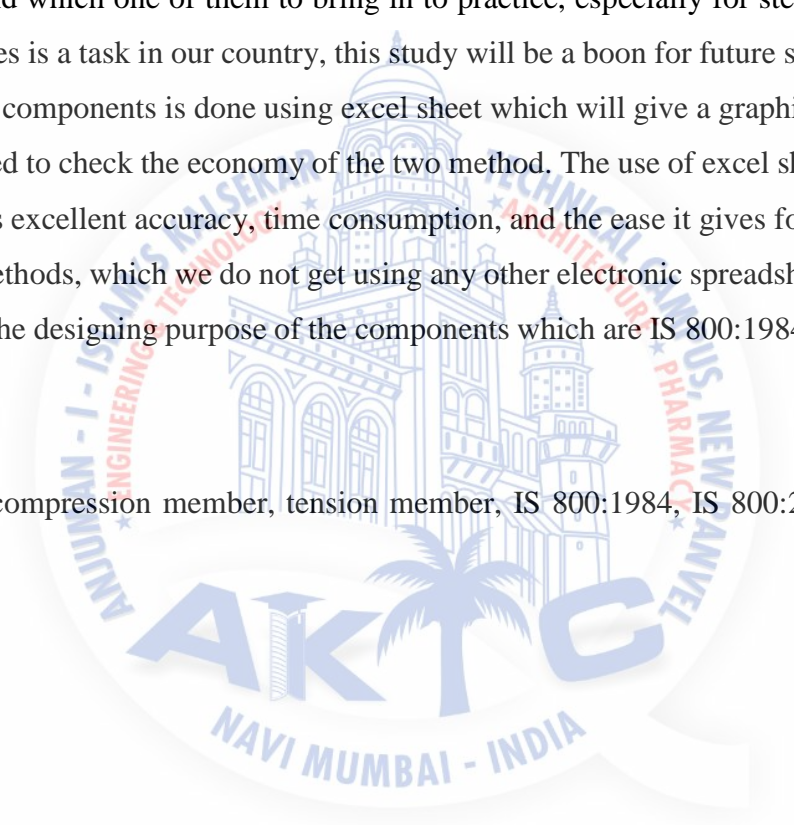 d which one of them to bring in to practice, especially for ste
es is a task in our country, this study will be a boon for future s
components is done using excel sheet which will give a graphi
ed to check the economy of the two method. The use of excel sh
s excellent accuracy, time consumption, and the ease it gives fo
ethods, which we do not get using any other electronic spreadsh
he designing purpose of the components which are IS 800:1984
compression member, tension member, IS 800:1984, IS 800:2
ANJUMAN - I - ISLAM'S KALSEKAR TECHNICAL CAMPUS, NEW PANVEL
ENGINEERING & TECHNOLOGY ★ ARCHITECTURE ★ PHARMACY
AKTC
NAVI MUMBAI - INDIA